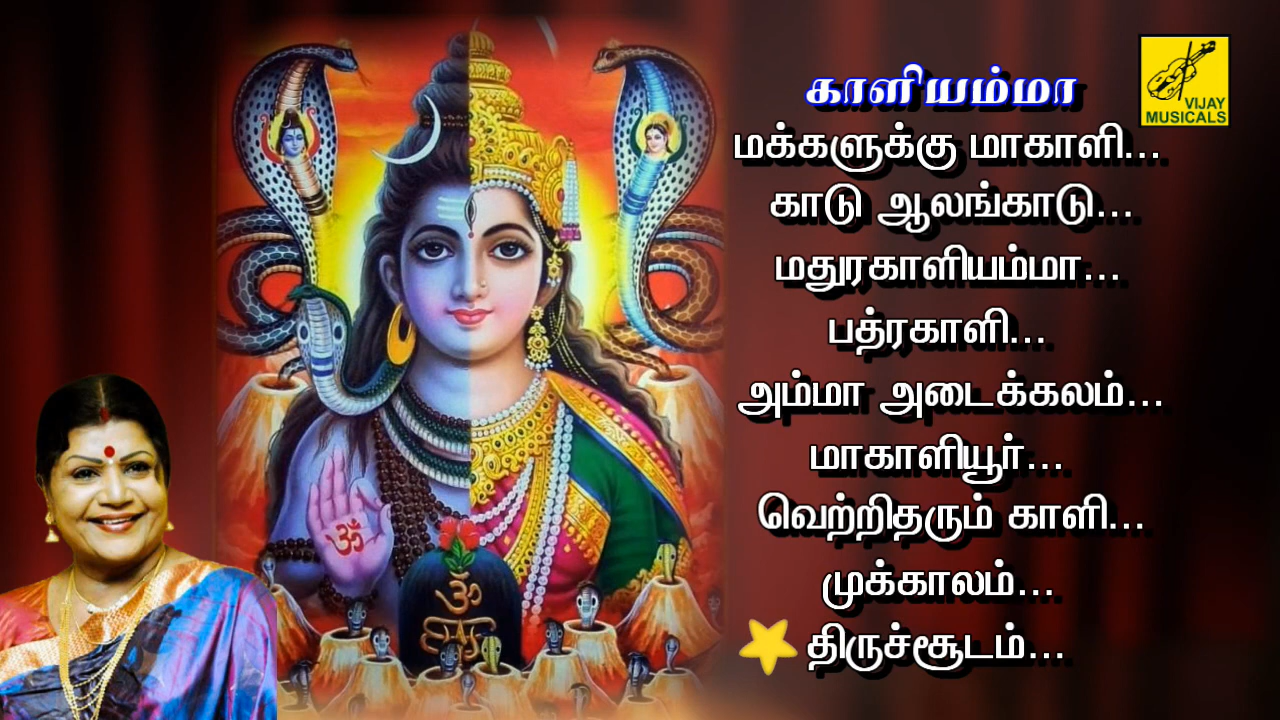 காளியம்மா
VIJAY
MUSICALS
மக்களுக்கு மாகாளி...
காடு ஆலங்காடு...
மதுரகாளியம்மா...
பத்ரகாளி...
அம்மா அடைக்கலம்...
மாகாளியூர்...
வெற்றிதரும் காளி...
முக்காலம்...
திருச்சூடம்...
ॐ
ॐ